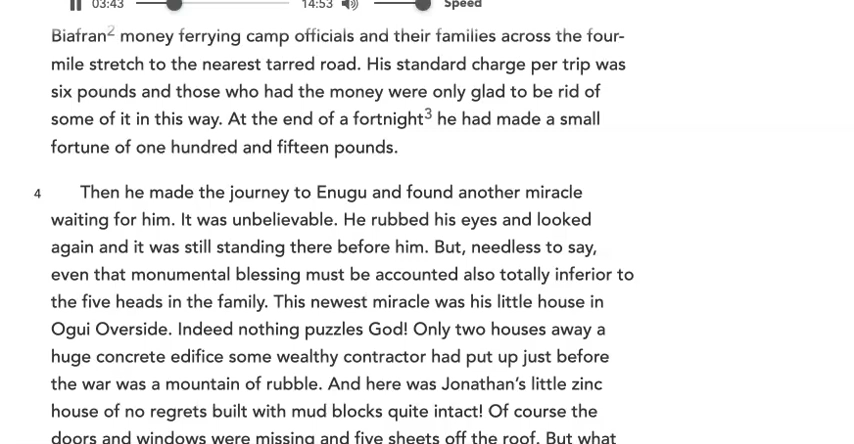 03:43 14:53 Speed
Biafran2 money ferrying camp officials and their families across the four-
mile stretch to the nearest tarred road. His standard charge per trip was
six pounds and those who had the money were only glad to be rid of
some of it in this way. At the end of a fortnight3 he had made a small
fortune of one hundred and fifteen pounds.
4 Then he made the journey to Enugu and found another miracle
waiting for him. It was unbelievable. He rubbed his eyes and looked
again and it was still standing there before him. But, needless to say,
even that monumental blessing must be accounted also totally inferior to
the five heads in the family. This newest miracle was his little house in
Ogui Overside. Indeed nothing puzzles God! Only two houses away a
huge concrete edifice some wealthy contractor had put up just before
the war was a mountain of rubble. And here was Jonathan's little zinc
house of no regrets built with mud blocks quite intact! Of course the
doors and windows were missing and five sheets off the roof. But what